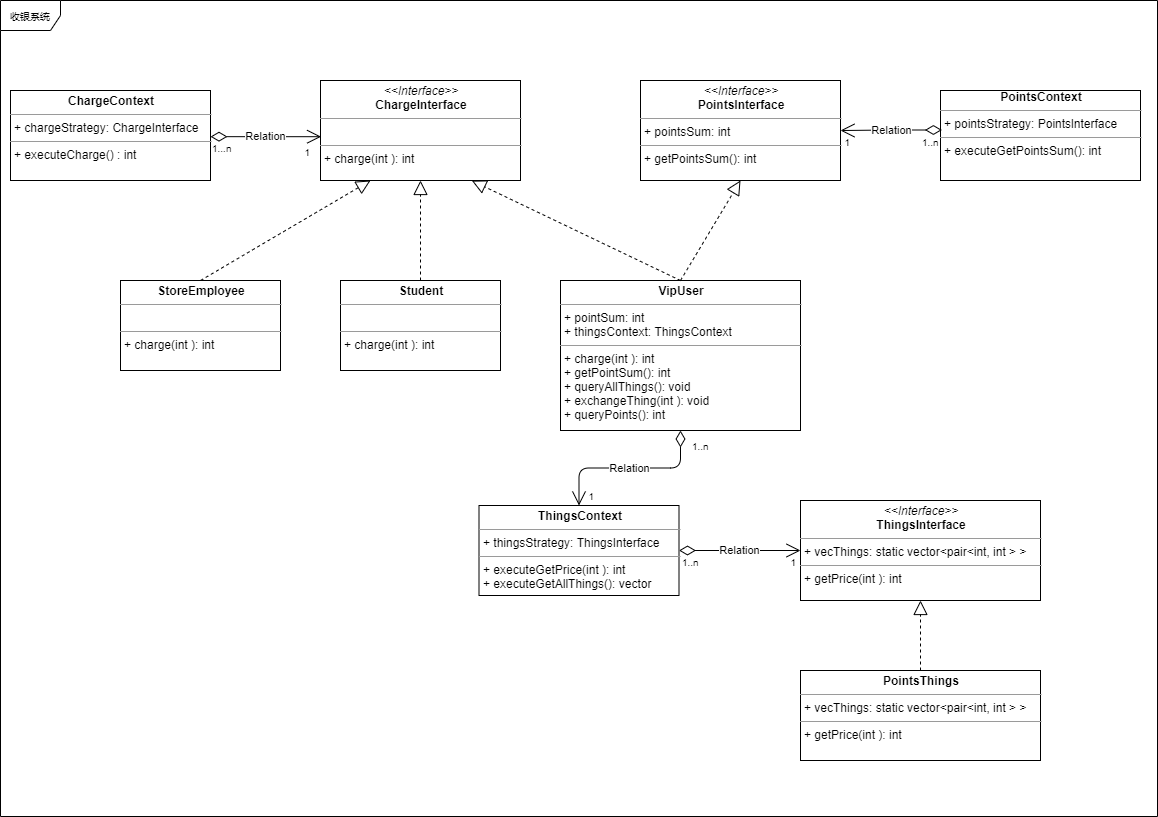 收银系统
ChargeContext
+ chargeStrategy: ChargeInterface
+ executeCharge() : int
Relation
1...n
1
<<Interface>>
ChargeInterface
+ charge(int ): int
<<Interface>>
PointsInterface
+ pointsSum: int
+ getPointsSum(): int
Relation
1
1..n
PointsContext
+ pointsStrategy: PointsInterface
+ executeGetPointsSum(): int
StoreEmployee
+ charge(int ): int
Student
+ charge(int ): int
VipUser
+ pointSum: int
+ thingsContext: ThingsContext
+ charge(int ): int
+ getPointSum(): int
+ queryAllThings(): void
+ exchangeThing(int ): void
+ queryPoints(): int
1..n
Relation
1
ThingsContext
+ thingsStrategy: ThingsInterface
+ executeGetPrice(int ): int
+ executeGetAllThings(): vector
Relation
1..n
1
<<Interface>>
ThingsInterface
+ vecThings: static vector<pair<int, int > >
+ getPrice(int ): int
PointsThings
+ vecThings: static vector<pair<int, int > >
+ getPrice(int ): int